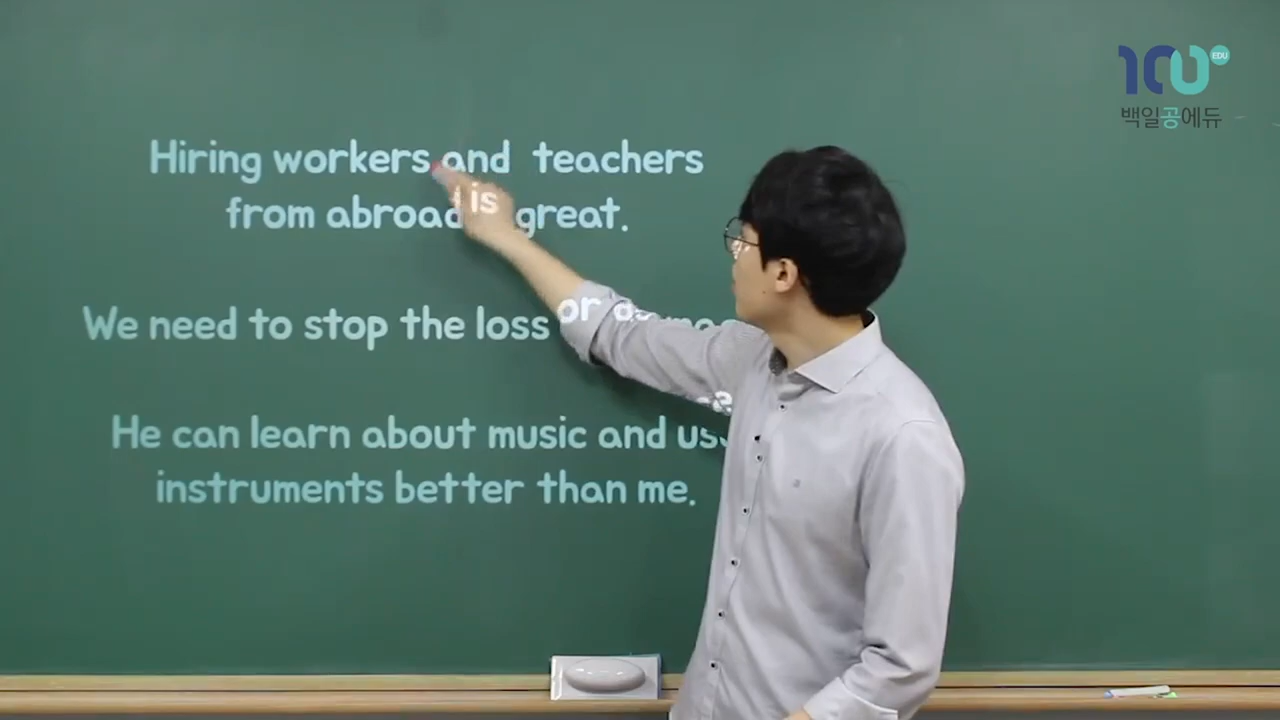 100 EDU
백일공에듀
Hiring workers and teachers
from abroad is great.
We need to stop the loss or
He can learn about music and use
instruments better than me.